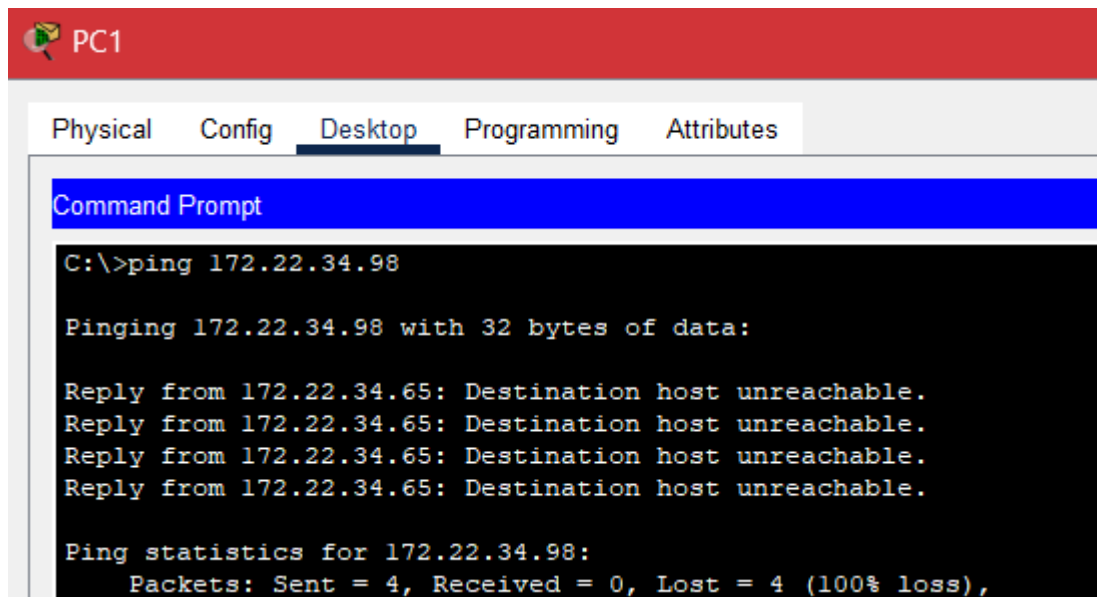 PC1
Physical Config Desktop Programming Attributes
Command Prompt
C:\>ping 172.22.34.98
Pinging 172.22.34.98 with 32 bytes of data:
Reply from 172.22.34.65: Destination host unreachable.
Reply from 172.22.34.65: Destination host unreachable.
Reply from 172.22.34.65: Destination host unreachable.
Reply from 172.22.34.65: Destination host unreachable.
Ping statistics for 172.22.34.98:
Packets: Sent = 4, Received = 0, Lost = 4 (100% loss),